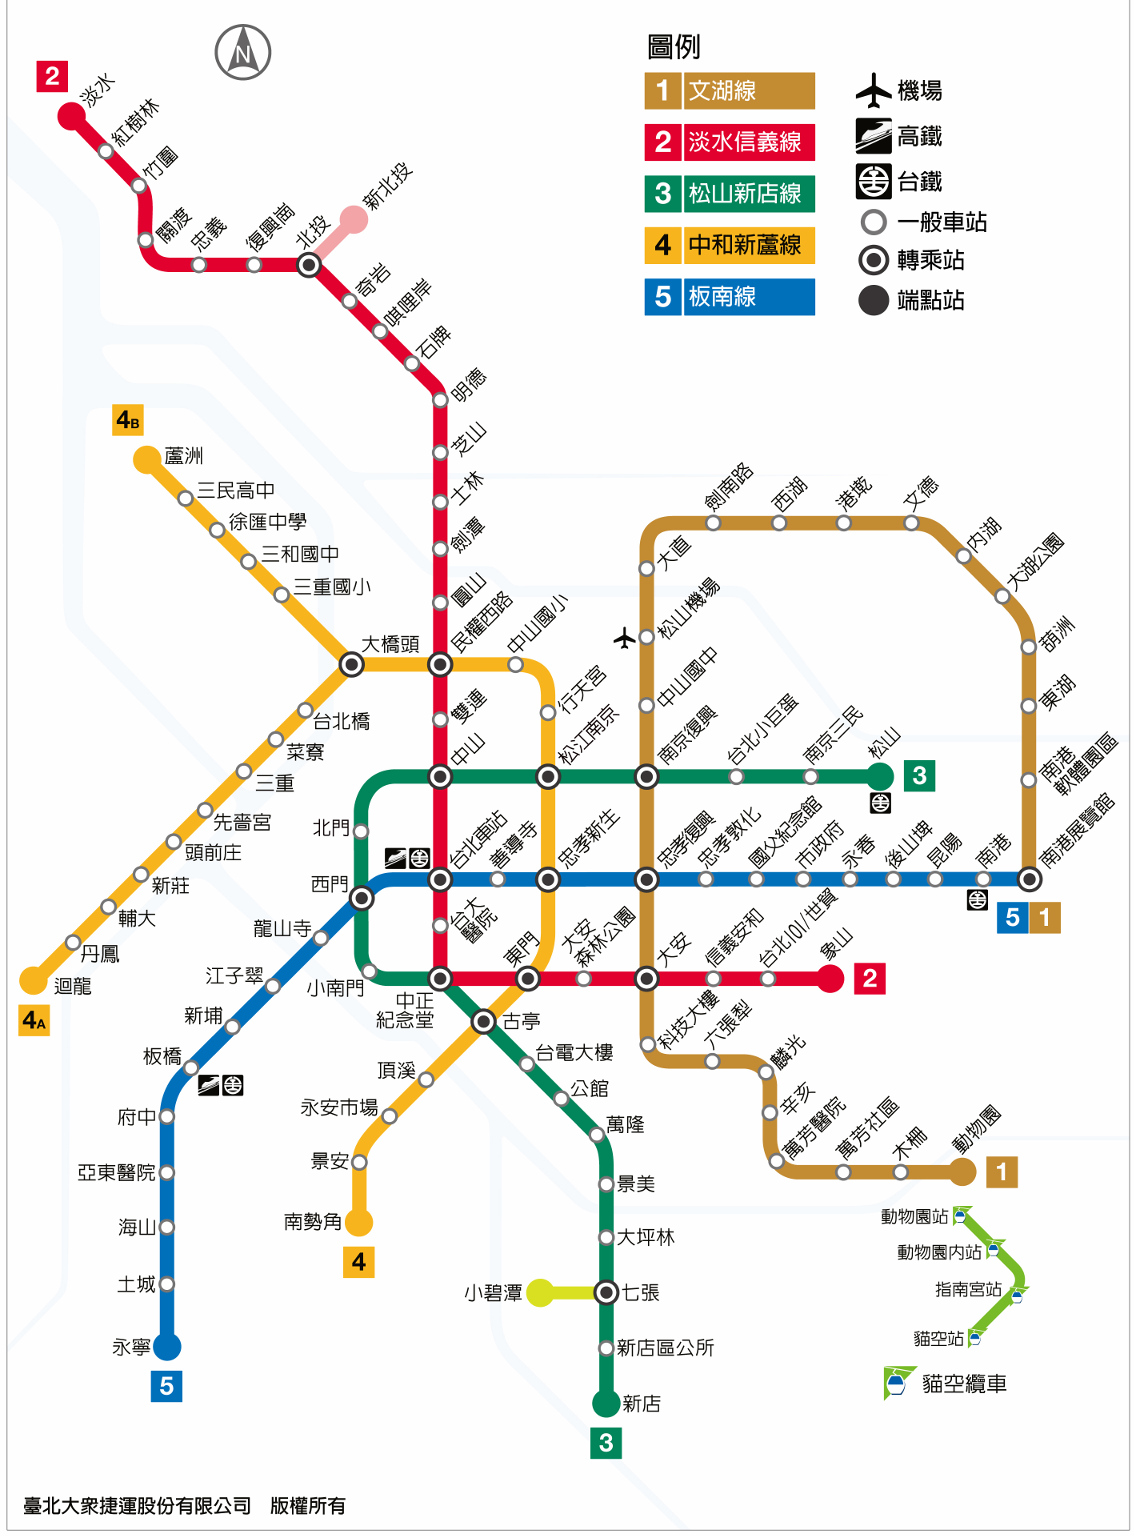 N
圖例
1 文湖線
2 淡水信義線
3 松山新店線
4 中和新蘆線
5 板南線
機場
高鐵
台鐵
一般車站
轉乘站
端點站
2
淡水
紅樹林
竹圍
關渡
忠義
復興崗
北投
新北投
奇岩
唭哩岸
石牌
明德
芝山
士林
劍潭
圓山
民權西路
雙連
中山
台北車站
台大
醫院
中正
紀念堂
東門
大安
森林公園
大安
信義安和
台北101/世貿
象山
2
4B
蘆洲
三民高中
徐匯中學
三和國中
三重國小
大橋頭
台北橋
菜寮
三重
先嗇宮
頭前庄
新莊
輔大
丹鳳
迴龍
4A
中山國小
行天宮
松江南京
忠孝新生
古亭
頂溪
永安市場
景安
南勢角
4
劍南路
西湖
港墘
文德
內湖
大湖公園
葫洲
東湖
南港
軟體園區
南港展覽館
5 1
大直
松山機場
中山國中
南京復興
忠孝復興
科技大樓
六張犁
麟光
辛亥
萬芳醫院
萬芳社區
木柵
動物園
1
台北小巨蛋
南京三民
松山
3
北門
西門
小南門
台電大樓
公館
萬隆
景美
大坪林
七張
小碧潭
新店區公所
新店
3
善導寺
忠孝敦化
國父紀念館
市政府
永春
後山埤
昆陽
南港
龍山寺
江子翠
新埔
板橋
府中
亞東醫院
海山
土城
永寧
5
動物園站
動物園內站
指南宮站
貓空站
貓空纜車
臺北大眾捷運股份有限公司　版權所有